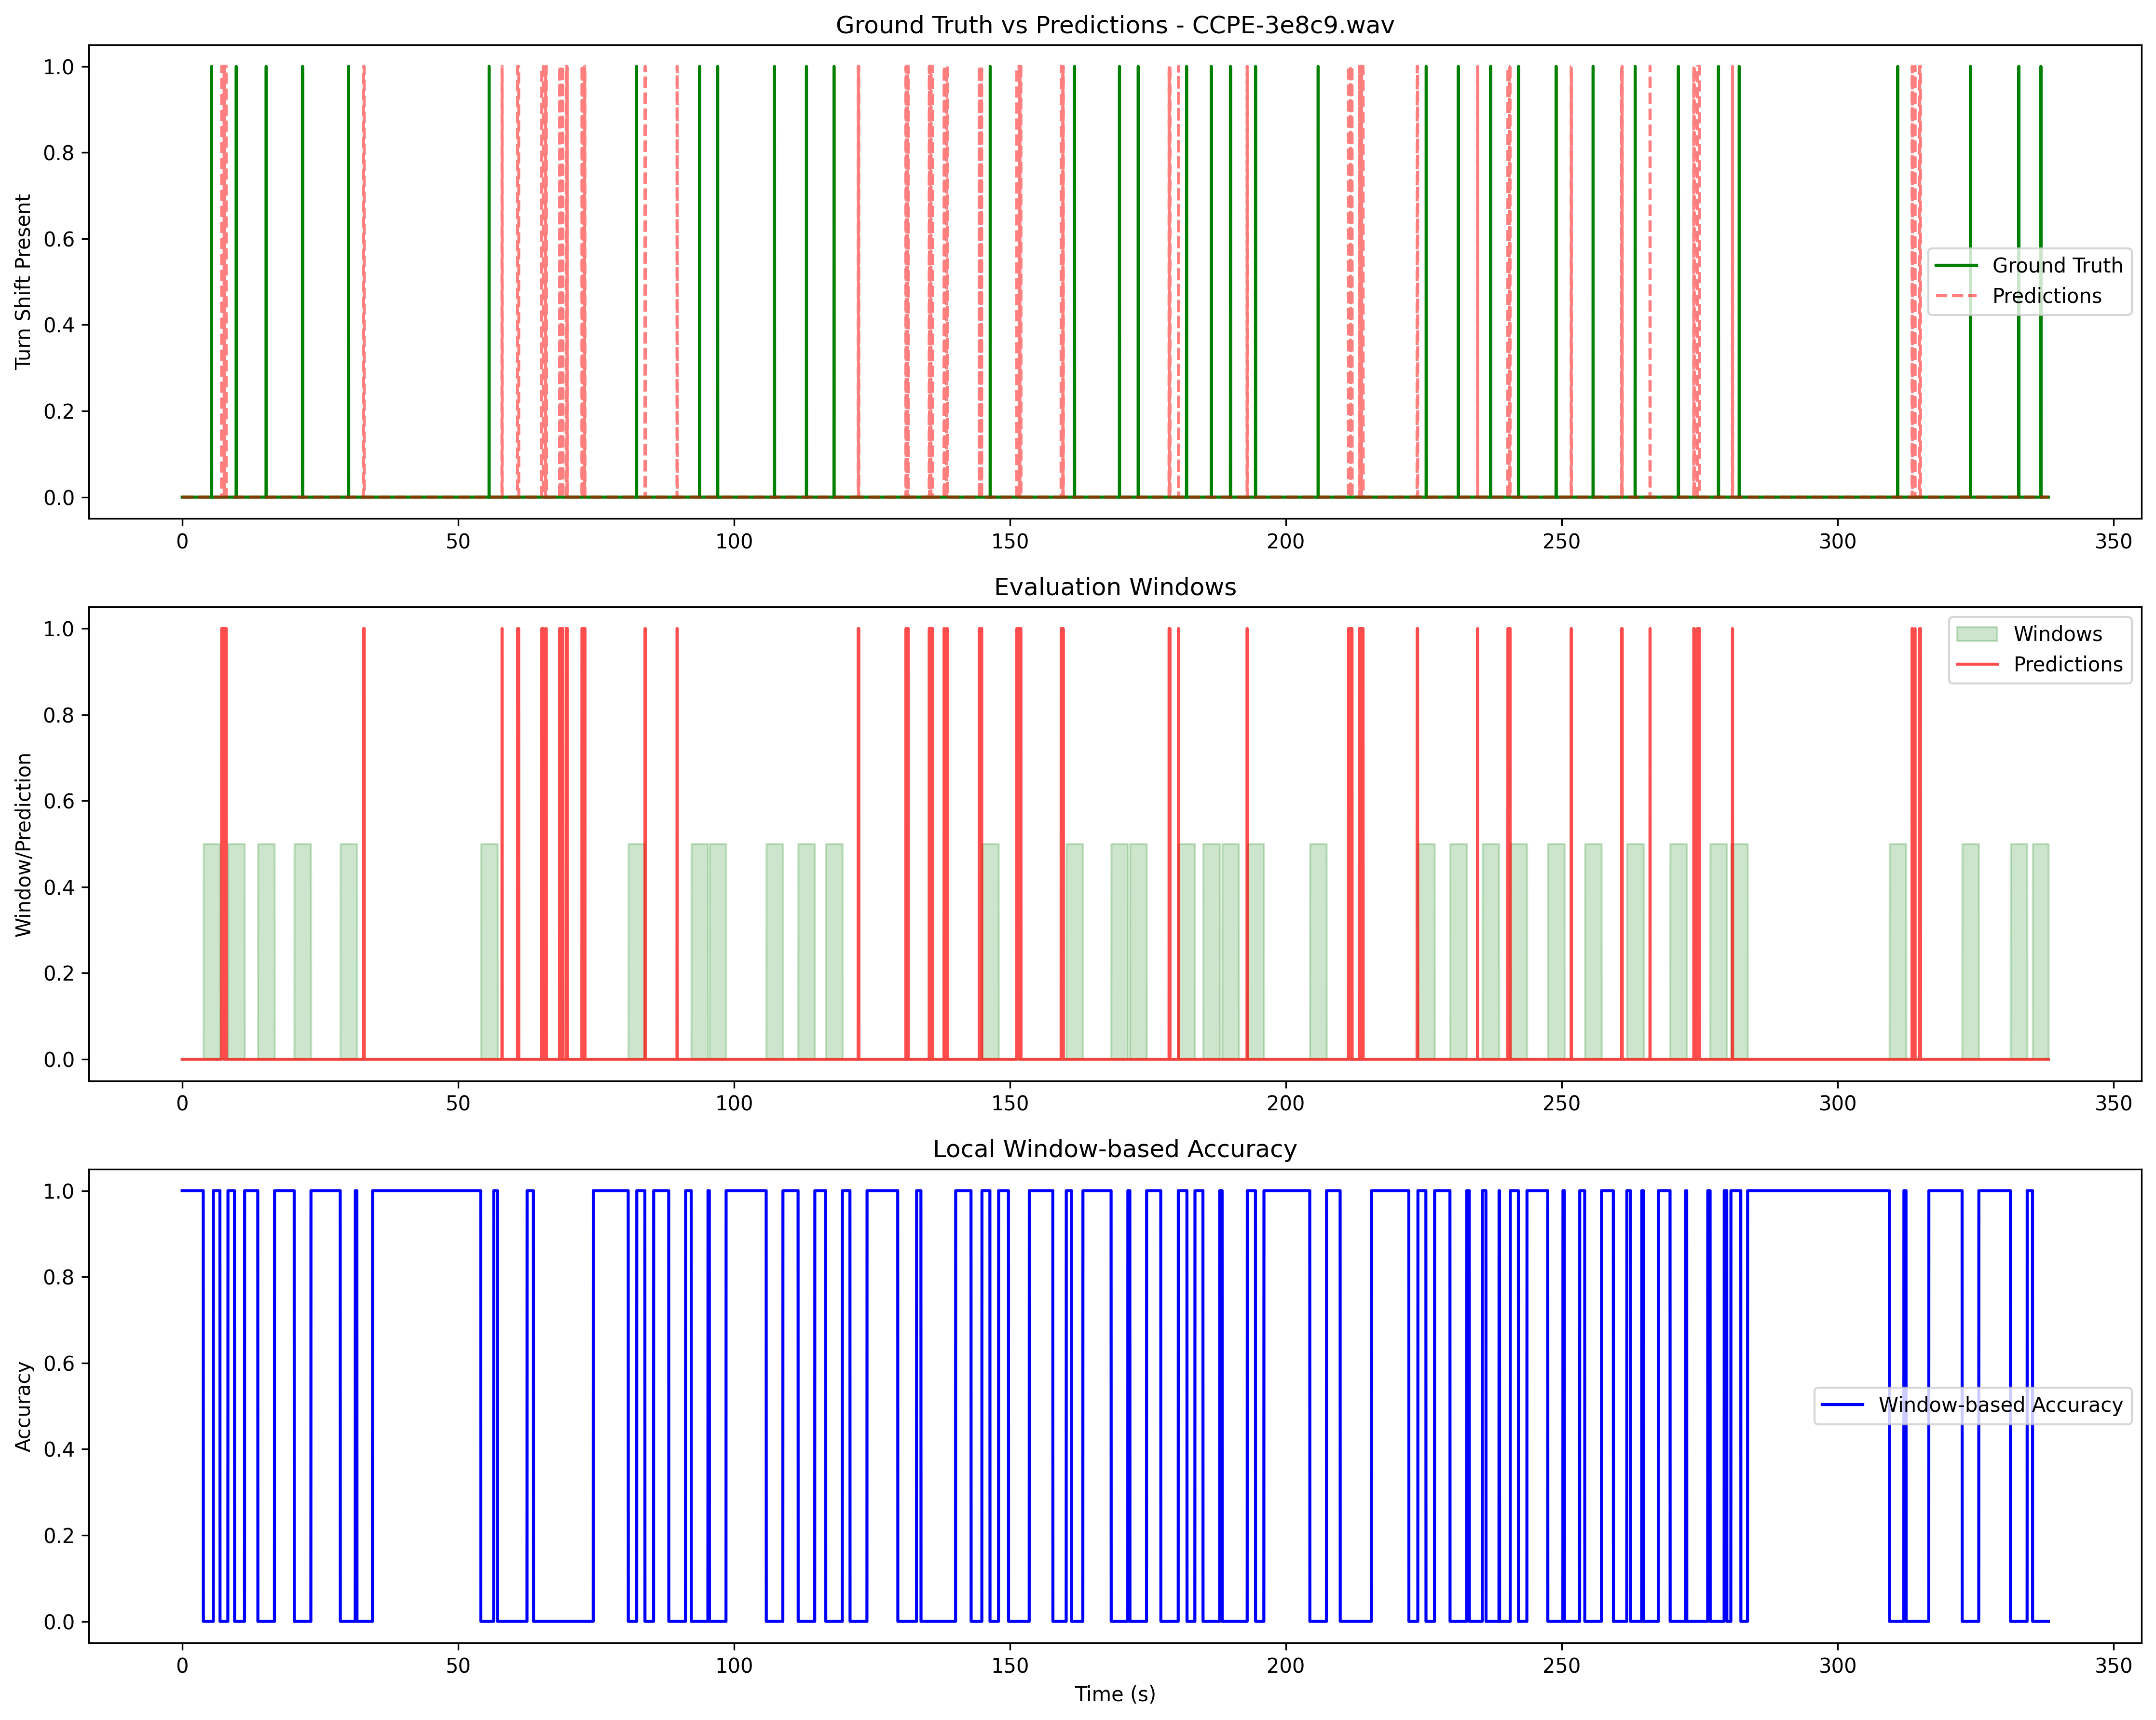 Ground Truth vs Predictions - CCPE-3e8c9.wav
Turn Shift Present
1.0
0.8
0.6
0.4
0.2
0.0
Ground Truth
Predictions
0 50 100 150 200 250 300 350
Evaluation Windows
Window/Prediction
1.0
0.8
0.6
0.4
0.2
0.0
Windows
Predictions
0 50 100 150 200 250 300 350
Local Window-based Accuracy
Accuracy
1.0
0.8
0.6
0.4
0.2
0.0
Window-based Accuracy
0 50 100 150 200 250 300 350
Time (s)